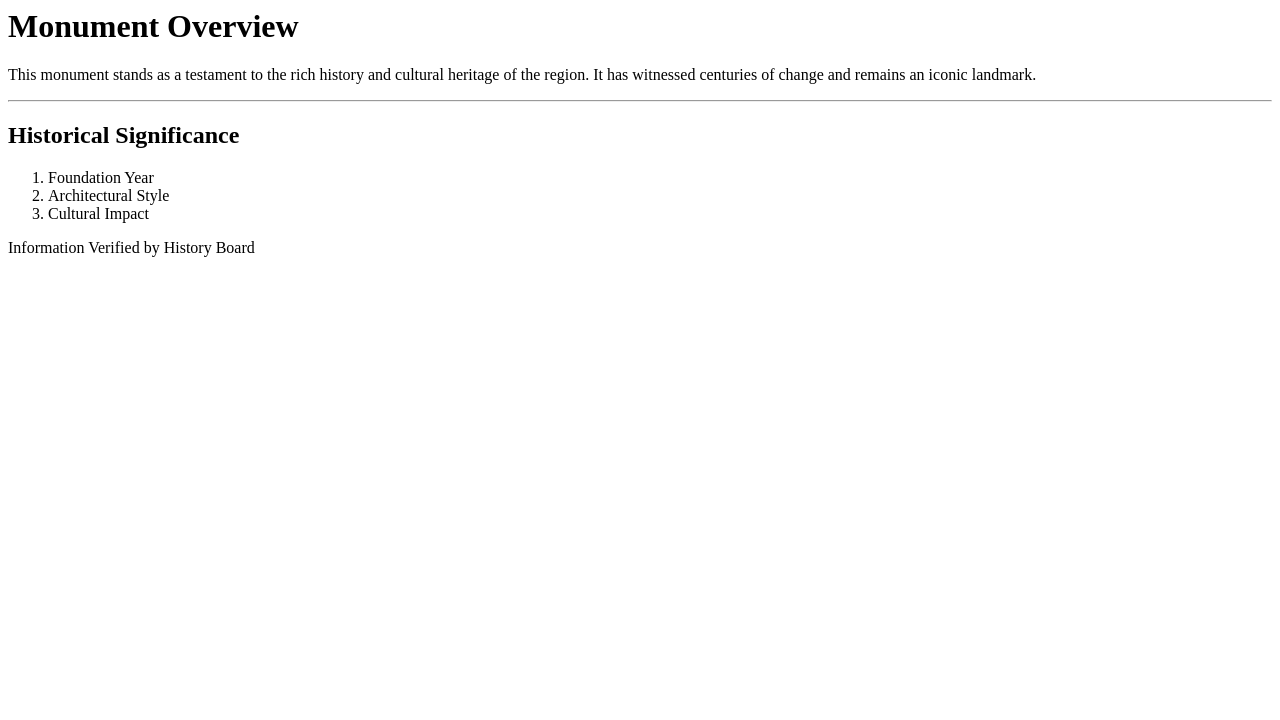 Monument Overview
This monument stands as a testament to the rich history and cultural heritage of the region. It has witnessed centuries of change and remains an iconic landmark.
Historical Significance
1. Foundation Year
2. Architectural Style
3. Cultural Impact
Information Verified by History Board